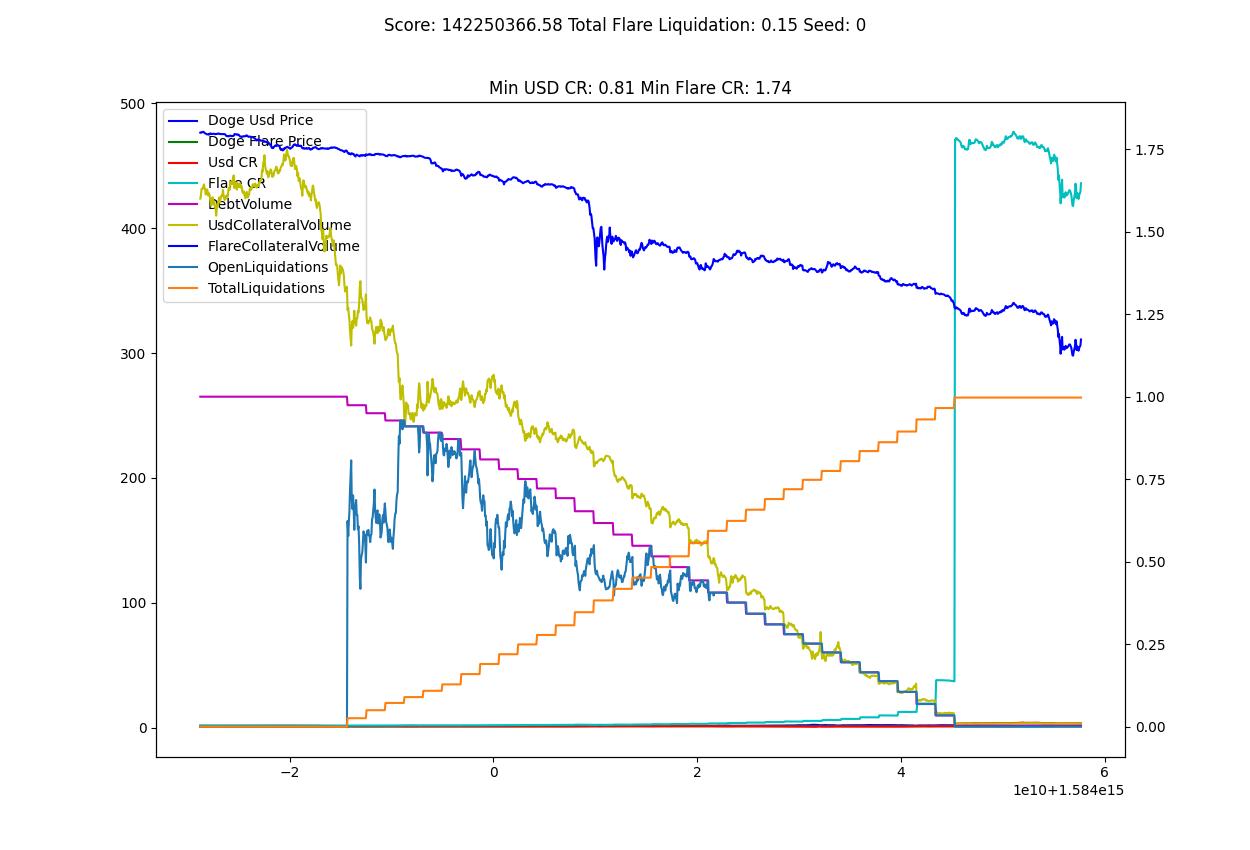 Score: 142250366.58 Total Flare Liquidation: 0.15 Seed: 0
Min USD CR: 0.81 Min Flare CR: 1.74
Doge Usd Price
Doge Flare Price
Usd CR
Flare CR
DebtVolume
UsdCollateralVolume
FlareCollateralVolume
OpenLiquidations
TotalLiquidations
500
400
300
200
100
0
1.75
1.50
1.25
1.00
0.75
0.50
0.25
0.00
−2
0
2
4
6
1e10+1.584e15